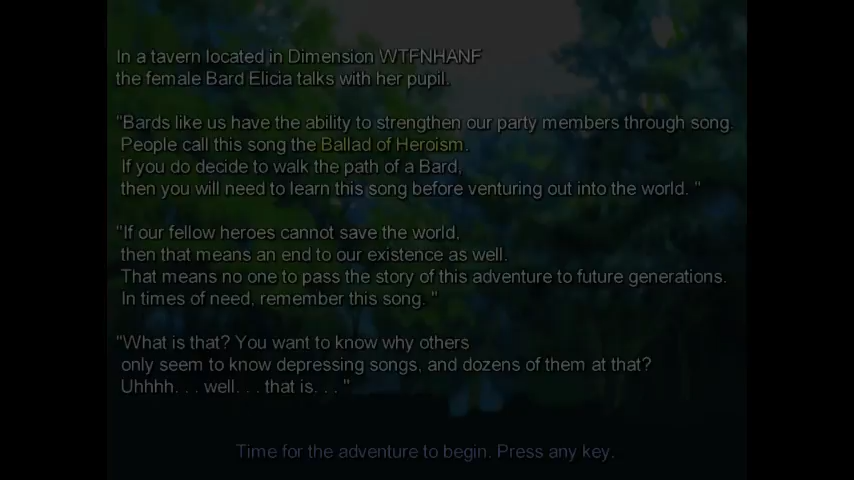 In a tavern located in Dimension WTFNHANF
the female Bard Elicia talks with her pupil.
"Bards like us have the ability to strengthen our party members through song.
People call this song the Ballad of Heroism.
If you do decide to walk the path of a Bard,
then you will need to learn this song before venturing out into the world. "
"If our fellow heroes cannot save the world,
then that means an end to our existence as well.
That means no one to pass the story of this adventure to future generations.
In times of need, remember this song. "
"What is that? You want to know why others
only seem to know depressing songs, and dozens of them at that?
Uhhhh. . . well. . . that is. . . "
Time for the adventure to begin. Press any key.